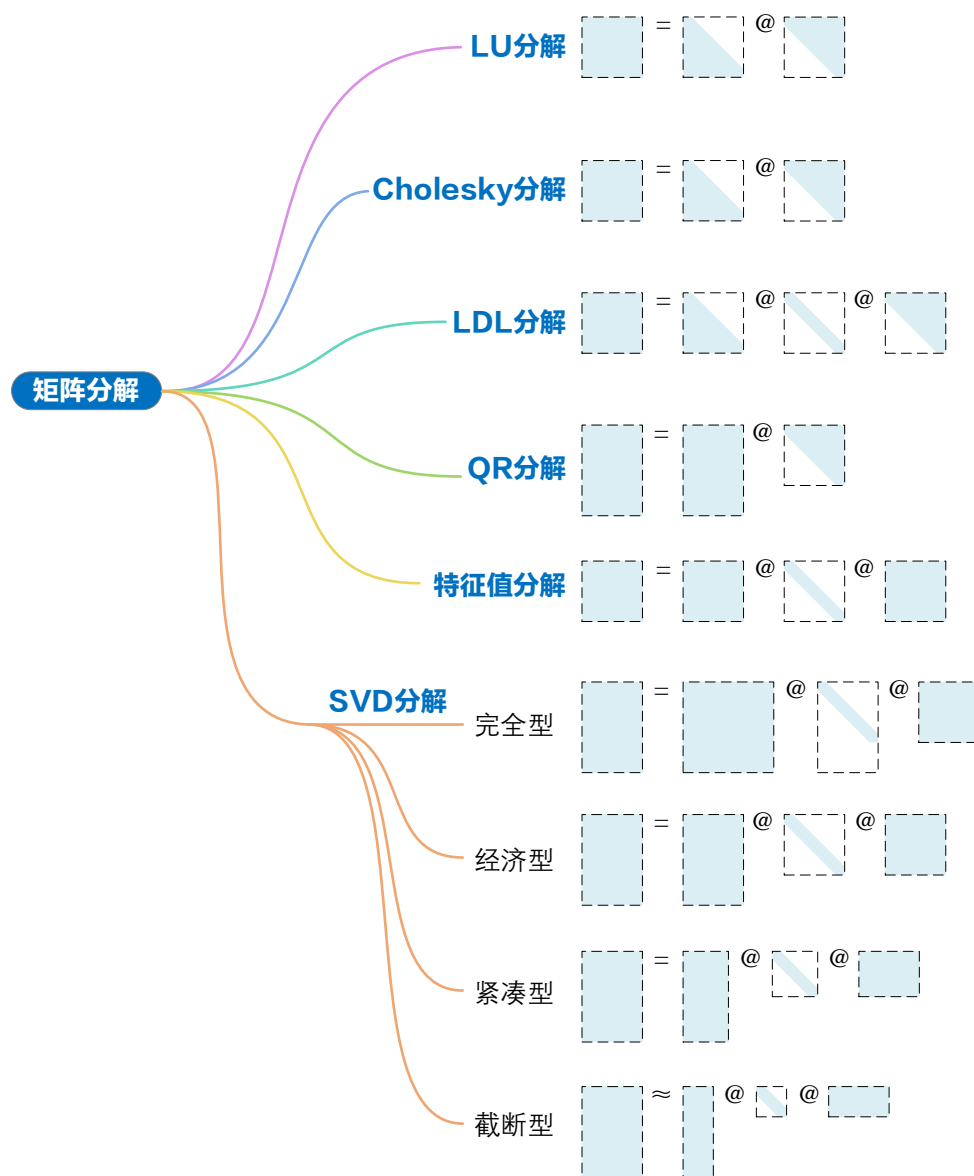 LU分解 = @
Cholesky分解 = @
LDL分解 = @ @
矩阵分解
QR分解 = @
特征值分解 = @ @
SVD分解
完全型 = @ @
经济型 = @ @
紧凑型 = @ @
截断型 ≈ @ @